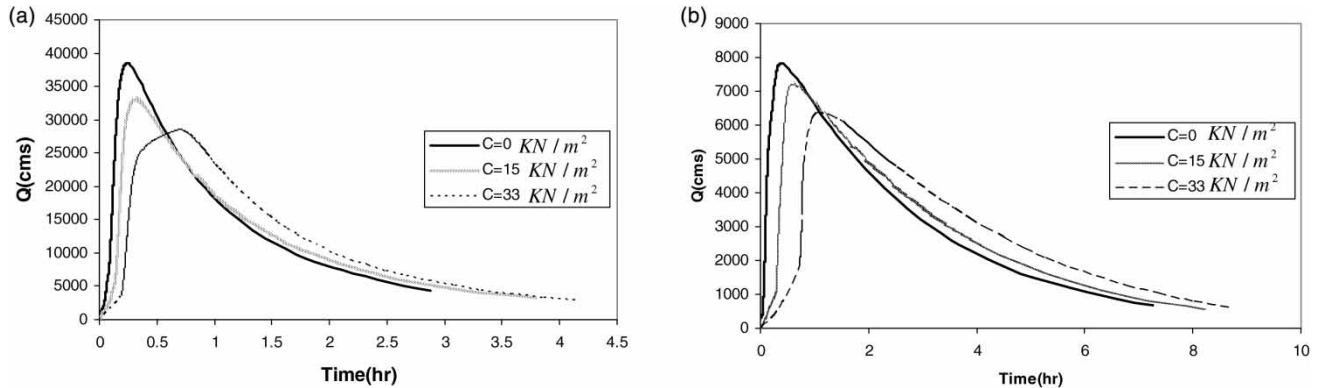 (a)
45000
40000
35000
30000
25000
20000
15000
10000
5000
0
Q(cms)
0 0.5 1 1.5 2 2.5 3 3.5 4 4.5
Time(hr)
C=0 KN / m²
C=15 KN / m²
C=33 KN / m²
(b)
9000
8000
7000
6000
5000
4000
3000
2000
1000
0
Q(cms)
0 2 4 6 8 10
Time(hr)
C=0 KN / m²
C=15 KN / m²
C=33 KN / m²